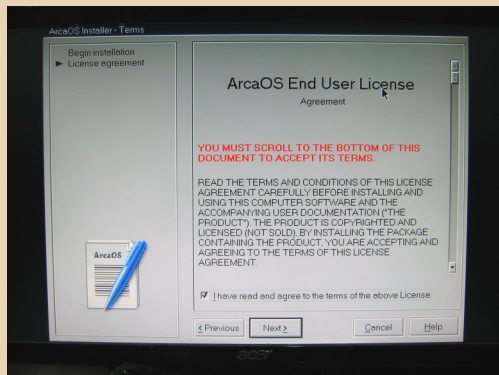 ArcaOS Installer - Terms
Begin installation
License agreement
ArcaOS End User License
Agreement
YOU MUST SCROLL TO THE BOTTOM OF THIS
DOCUMENT TO ACCEPT ITS TERMS.
READ THE TERMS AND CONDITIONS OF THIS LICENSE
AGREEMENT CAREFULLY BEFORE INSTALLING AND
USING THIS COMPUTER SOFTWARE AND THE
ACCOMPANYING USER DOCUMENTATION ("THE
PRODUCT"). THE PRODUCT IS COPYRIGHTED AND
LICENSED (NOT SOLD). BY INSTALLING THE PACKAGE
CONTAINING THE PRODUCT, YOU ARE ACCEPTING AND
AGREEING TO THE TERMS OF THIS LICENSE
AGREEMENT.
ArcaOS
I have read and agree to the terms of the above License
< Previous
Next >
Cancel
Help
acer